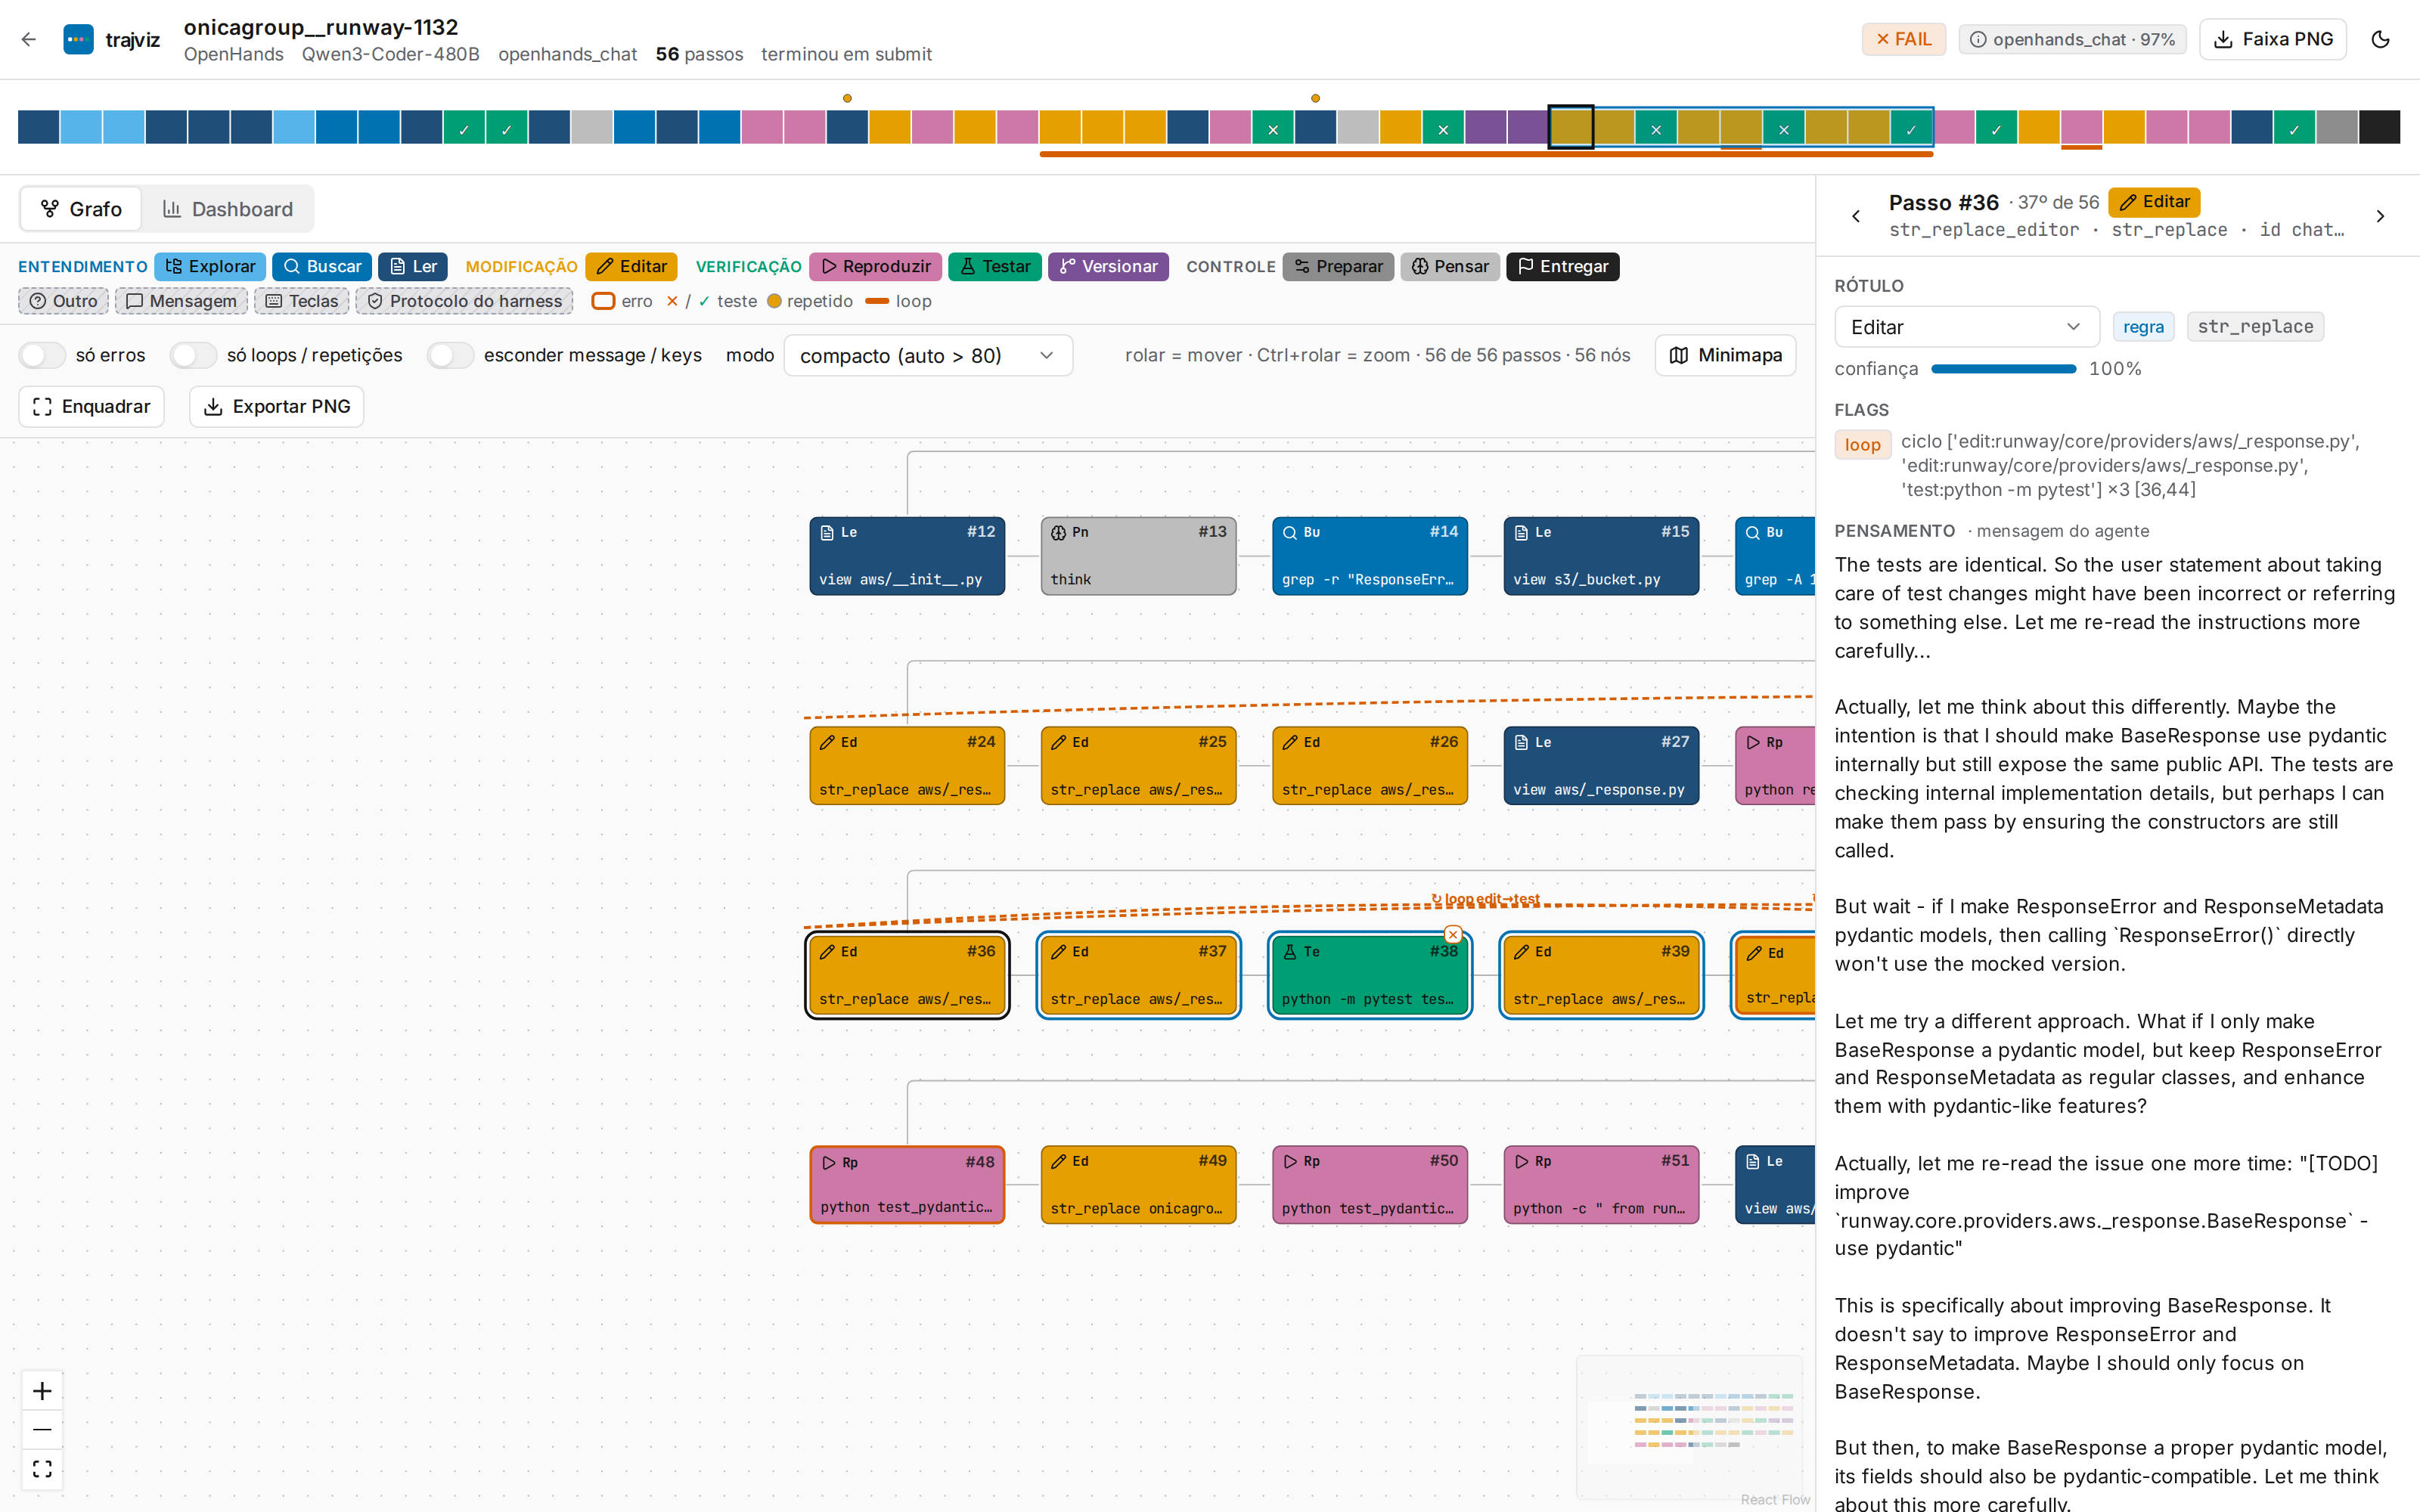 trajviz
onicagroup__runway-1132
OpenHands Qwen3-Coder-480B openhands_chat 56 passos terminou em submit
✕ FAIL
openhands_chat · 97%
Faixa PNG
Grafo
Dashboard
ENTENDIMENTO Explorar Buscar Ler MODIFICAÇÃO Editar VERIFICAÇÃO Reproduzir Testar Versionar CONTROLE Preparar Pensar Entregar
Outro Mensagem Teclas Protocolo do harness erro ✕ / ✓ teste repetido loop
só erros só loops / repetições esconder message / keys modo compacto (auto > 80) rolar = mover · Ctrl+rolar = zoom · 56 de 56 passos · 56 nós Minimapa
Enquadrar Exportar PNG
Le #12
view aws/__init__.py
Pn #13
think
Bu #14
grep -r "ResponseErr…
Le #15
view s3/_bucket.py
Bu
grep -A 1
Ed #24
str_replace aws/_res…
Ed #25
str_replace aws/_res…
Ed #26
str_replace aws/_res…
Le #27
view aws/_response.py
Rp
python re
↻ loop edit→test
Ed #36
str_replace aws/_res…
Ed #37
str_replace aws/_res…
Te #38
python -m pytest tes…
Ed #39
str_replace aws/_res…
Ed
str_repla
Rp #48
python test_pydantic…
Ed #49
str_replace onicagro…
Rp #50
python test_pydantic…
Rp #51
python -c " from run…
Le
view aws/
React Flow
Passo #36 · 37º de 56 Editar
str_replace_editor · str_replace · id chat…
RÓTULO
Editar regra str_replace
confiança 100%
FLAGS
loop ciclo ['edit:runway/core/providers/aws/_response.py',
'edit:runway/core/providers/aws/_response.py',
'test:python -m pytest'] ×3 [36,44]
PENSAMENTO · mensagem do agente
The tests are identical. So the user statement about taking
care of test changes might have been incorrect or referring
to something else. Let me re-read the instructions more
carefully...
Actually, let me think about this differently. Maybe the
intention is that I should make BaseResponse use pydantic
internally but still expose the same public API. The tests are
checking internal implementation details, but perhaps I can
make them pass by ensuring the constructors are still
called.
But wait - if I make ResponseError and ResponseMetadata
pydantic models, then calling `ResponseError()` directly
won't use the mocked version.
Let me try a different approach. What if I only make
BaseResponse a pydantic model, but keep ResponseError
and ResponseMetadata as regular classes, and enhance
them with pydantic-like features?
Actually, let me re-read the issue one more time: "[TODO]
improve
`runway.core.providers.aws._response.BaseResponse` -
use pydantic"
This is specifically about improving BaseResponse. It
doesn't say to improve ResponseError and
ResponseMetadata. Maybe I should only focus on
BaseResponse.
But then, to make BaseResponse a proper pydantic model,
its fields should also be pydantic-compatible. Let me think
about this more carefully.